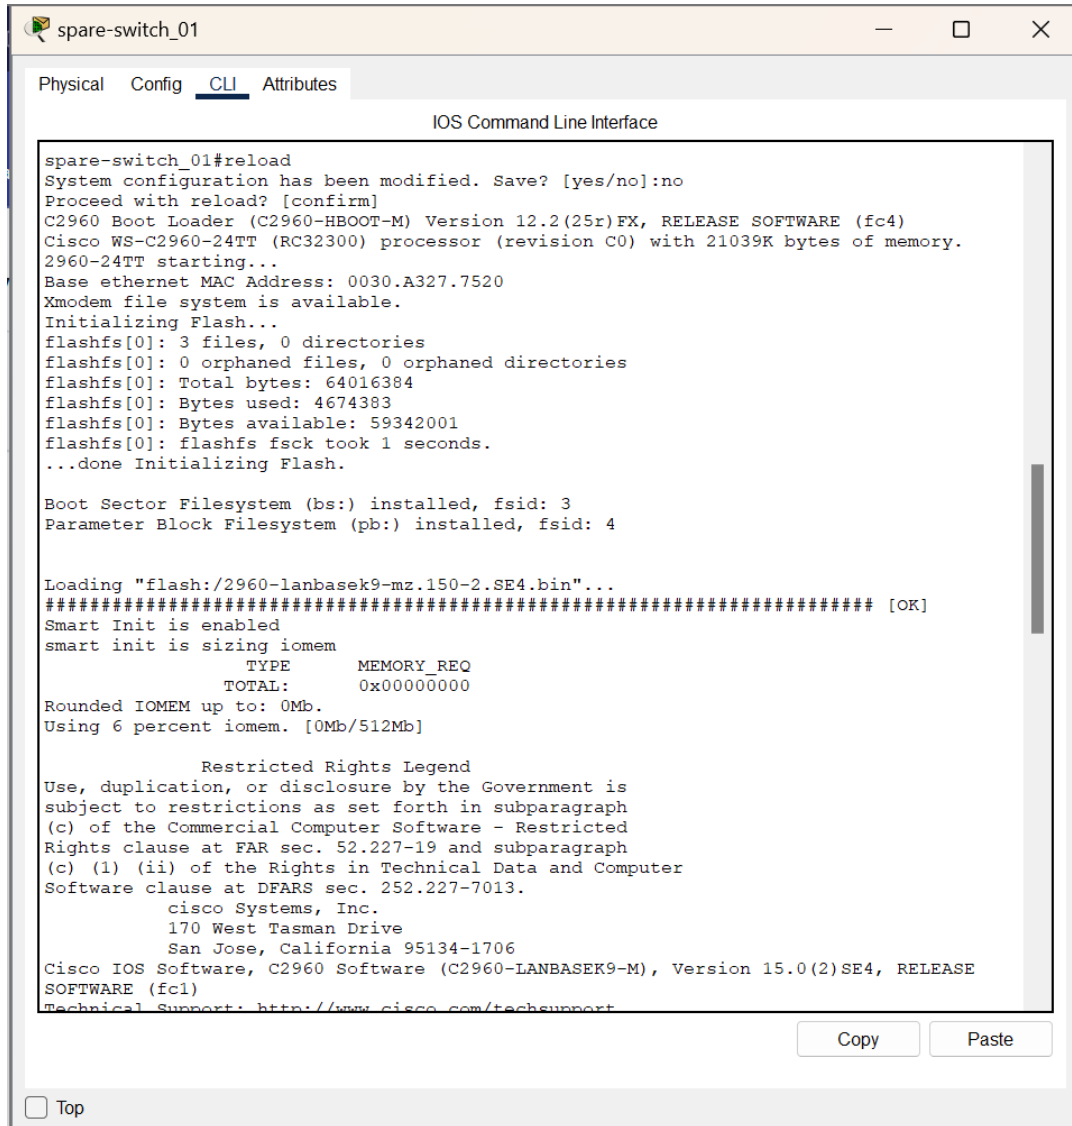 spare-switch_01
Physical Config CLI Attributes
IOS Command Line Interface
spare-switch_01#reload
System configuration has been modified. Save? [yes/no]:no
Proceed with reload? [confirm]
C2960 Boot Loader (C2960-HBOOT-M) Version 12.2(25r)FX, RELEASE SOFTWARE (fc4)
Cisco WS-C2960-24TT (RC32300) processor (revision C0) with 21039K bytes of memory.
2960-24TT starting...
Base ethernet MAC Address: 0030.A327.7520
Xmodem file system is available.
Initializing Flash...
flashfs[0]: 3 files, 0 directories
flashfs[0]: 0 orphaned files, 0 orphaned directories
flashfs[0]: Total bytes: 64016384
flashfs[0]: Bytes used: 4674383
flashfs[0]: Bytes available: 59342001
flashfs[0]: flashfs fsck took 1 seconds.
...done Initializing Flash.
Boot Sector Filesystem (bs:) installed, fsid: 3
Parameter Block Filesystem (pb:) installed, fsid: 4
Loading "flash:/2960-lanbasek9-mz.150-2.SE4.bin"...
########################################################################## [OK]
Smart Init is enabled
smart init is sizing iomem
TYPE MEMORY_REQ
TOTAL: 0x00000000
Rounded IOMEM up to: 0Mb.
Using 6 percent iomem. [0Mb/512Mb]
Restricted Rights Legend
Use, duplication, or disclosure by the Government is
subject to restrictions as set forth in subparagraph
(c) of the Commercial Computer Software - Restricted
Rights clause at FAR sec. 52.227-19 and subparagraph
(c) (1) (ii) of the Rights in Technical Data and Computer
Software clause at DFARS sec. 252.227-7013.
cisco Systems, Inc.
170 West Tasman Drive
San Jose, California 95134-1706
Cisco IOS Software, C2960 Software (C2960-LANBASEK9-M), Version 15.0(2)SE4, RELEASE
SOFTWARE (fc1)
Technical Support: http://www.cisco.com/techsupport
Copy Paste
Top